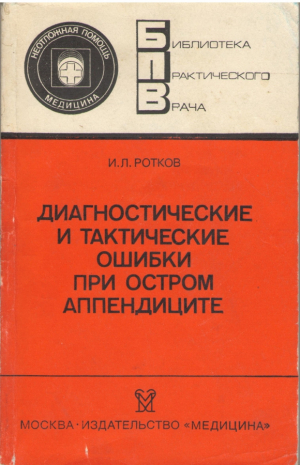 НЕОТЛОЖНАЯ ПОМОЩЬ
МЕДИЦИНА
БИБЛИОТЕКА
ПРАКТИЧЕСКОГО
ВРАЧА
И.Л. РОТКОВ
ДИАГНОСТИЧЕСКИЕ
И ТАКТИЧЕСКИЕ
ОШИБКИ
ПРИ ОСТРОМ
АППЕНДИЦИТЕ
МОСКВА · ИЗДАТЕЛЬСТВО «МЕДИЦИНА»